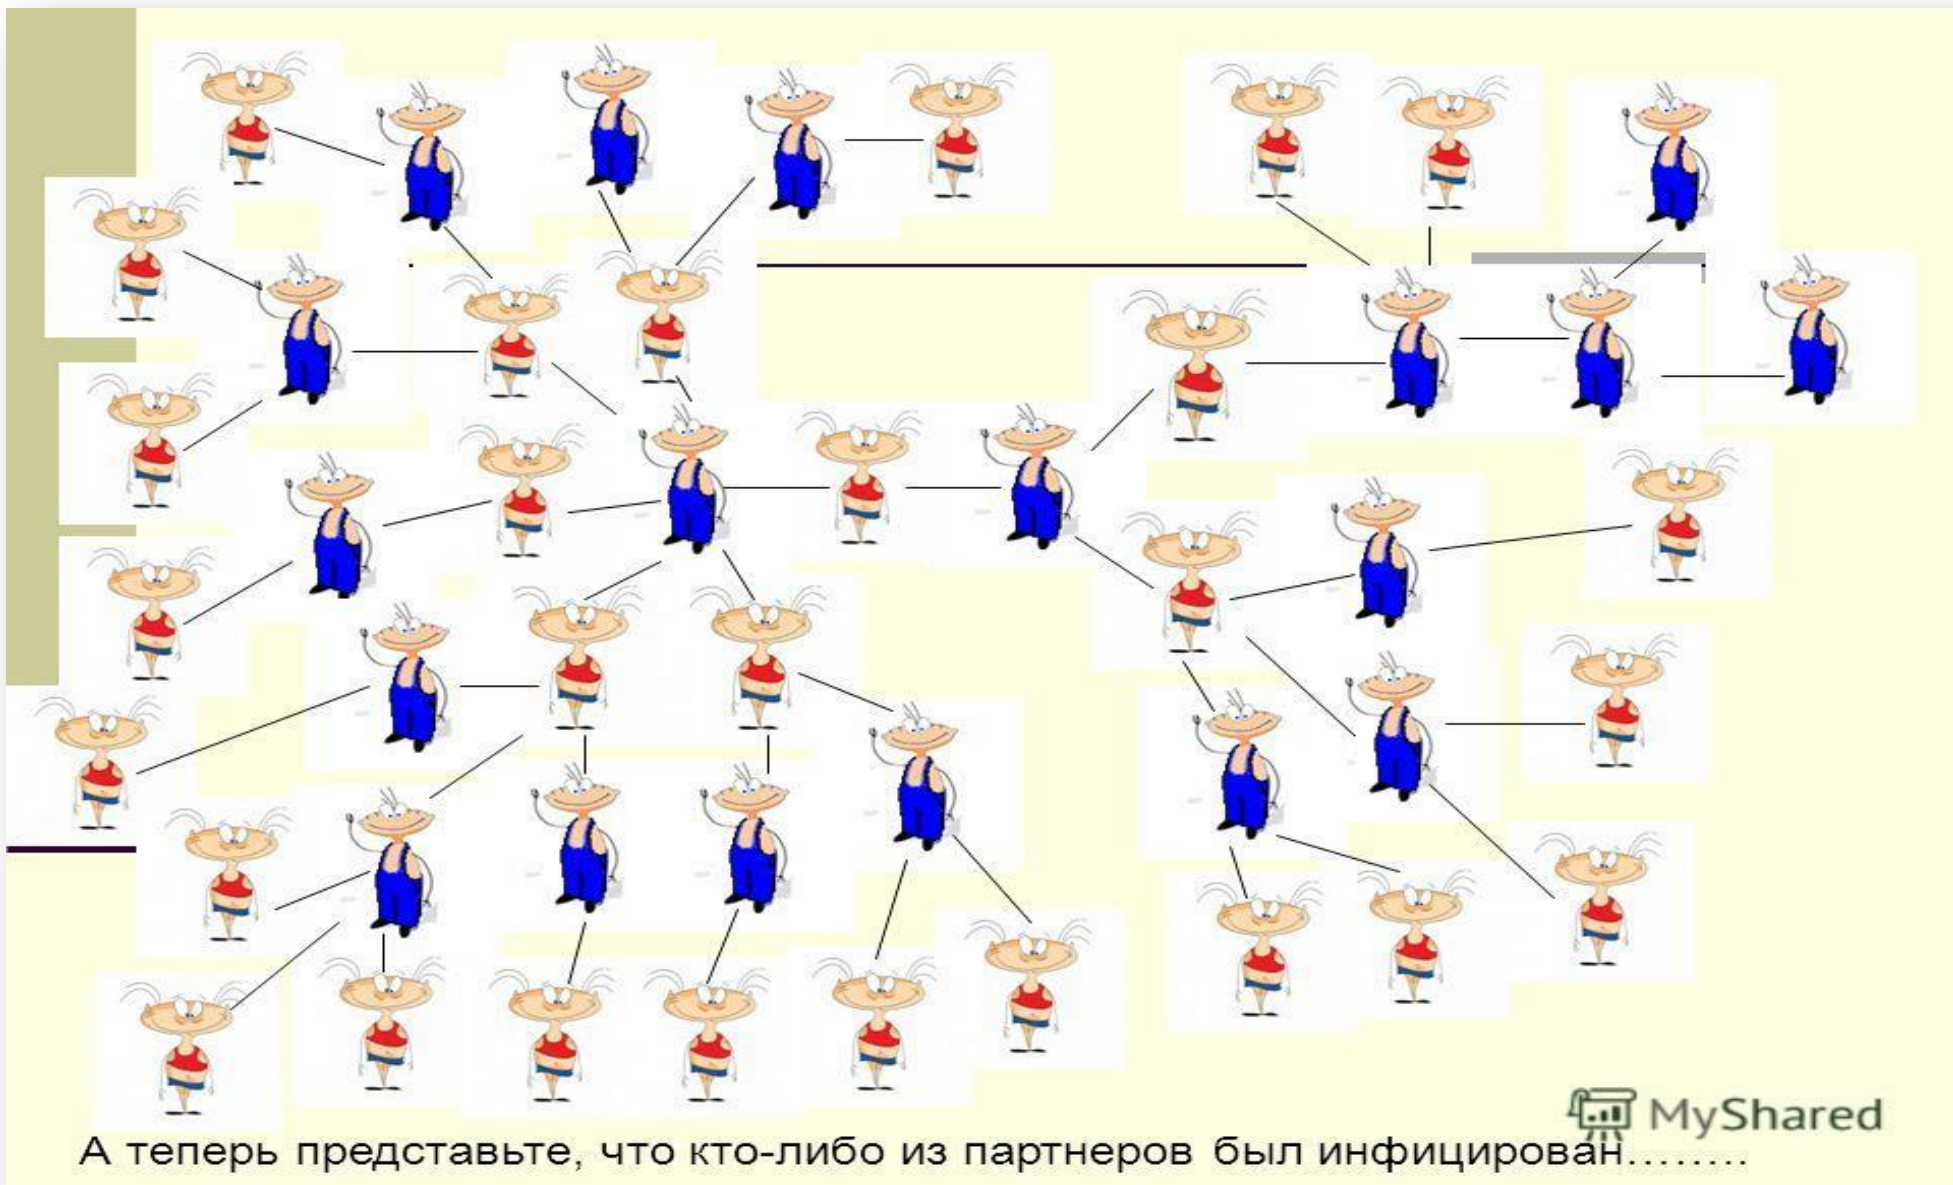 MyShared
А теперь представьте, что кто-либо из партнеров был инфицирован........